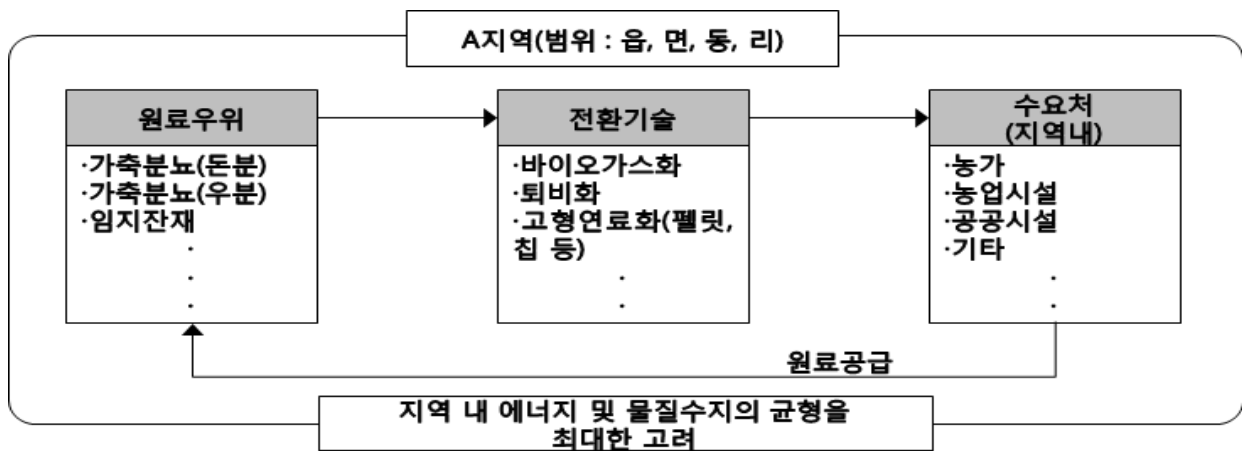 A지역(범위 : 읍, 면, 동, 리)
원료우위
·가축분뇨(돈분)
·가축분뇨(우분)
·임지잔재
·
·
·
전환기술
·바이오가스화
·퇴비화
·고형연료화(펠릿,
칩 등)
·
·
수요처
(지역내)
·농가
·농업시설
·공공시설
·기타
·
·
원료공급
지역 내 에너지 및 물질수지의 균형을
최대한 고려